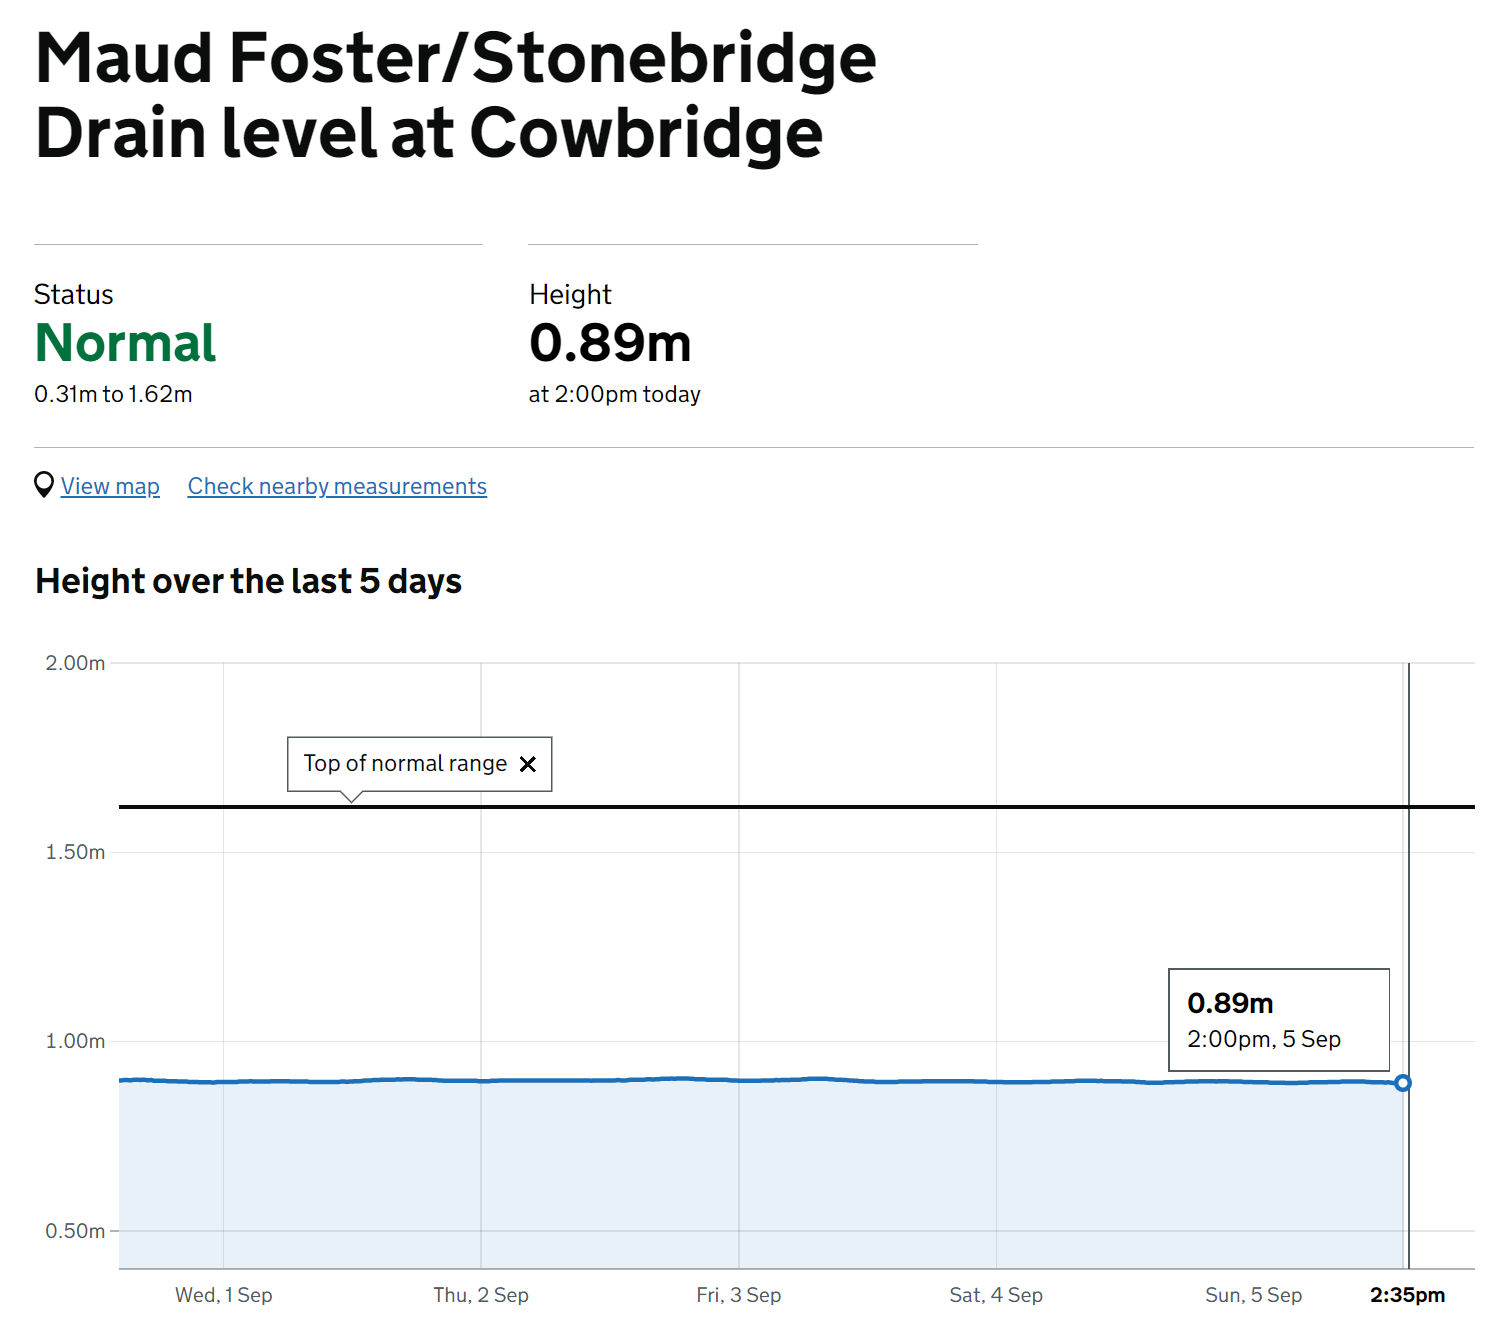 Maud Foster/Stonebridge
Drain level at Cowbridge
Status
Normal
0.31m to 1.62m
Height
0.89m
at 2:00pm today
View map
Check nearby measurements
Height over the last 5 days
2.00m
Top of normal range
1.50m
0.89m
2:00pm, 5 Sep
1.00m
0.50m
Wed, 1 Sep
Thu, 2 Sep
Fri, 3 Sep
Sat, 4 Sep
Sun, 5 Sep
2:35pm